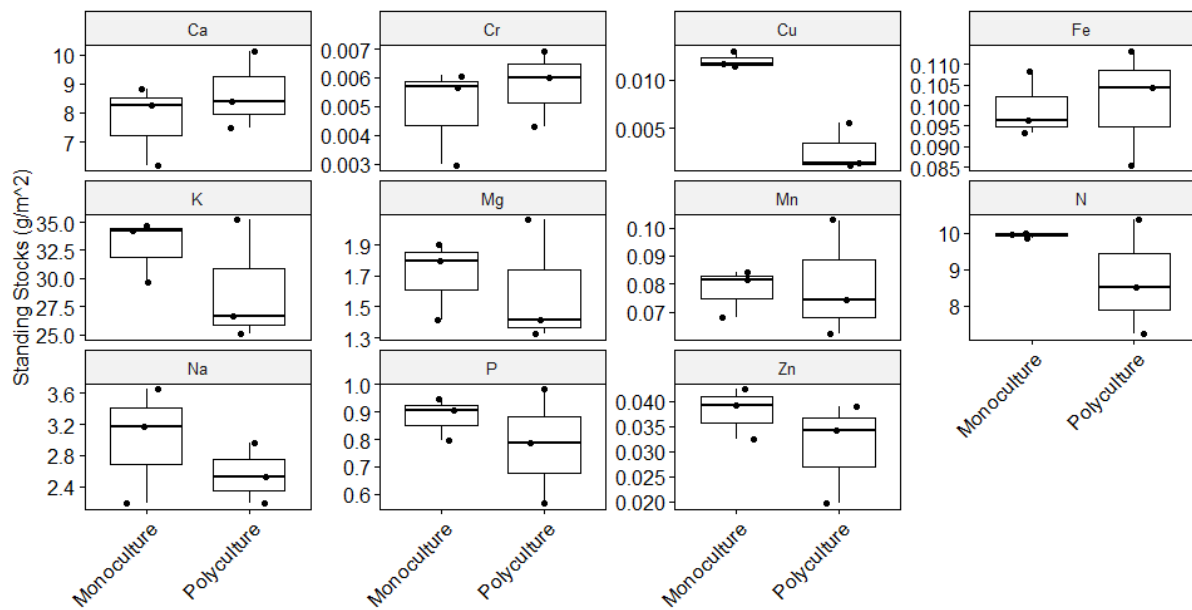 Ca
Cr
Cu
Fe
10
9
8
7
0.007
0.006
0.005
0.004
0.003
0.010
0.005
0.110
0.105
0.100
0.095
0.090
0.085
Standing Stocks (g/m^2)
K
Mg
Mn
N
35.0
32.5
30.0
27.5
25.0
1.9
1.7
1.5
1.3
0.10
0.09
0.08
0.07
10
9
8
Na
P
Zn
3.6
3.2
2.8
2.4
1.0
0.9
0.8
0.7
0.6
0.040
0.035
0.030
0.025
0.020
Monoculture
Polyculture
Monoculture
Polyculture
Monoculture
Polyculture
Monoculture
Polyculture